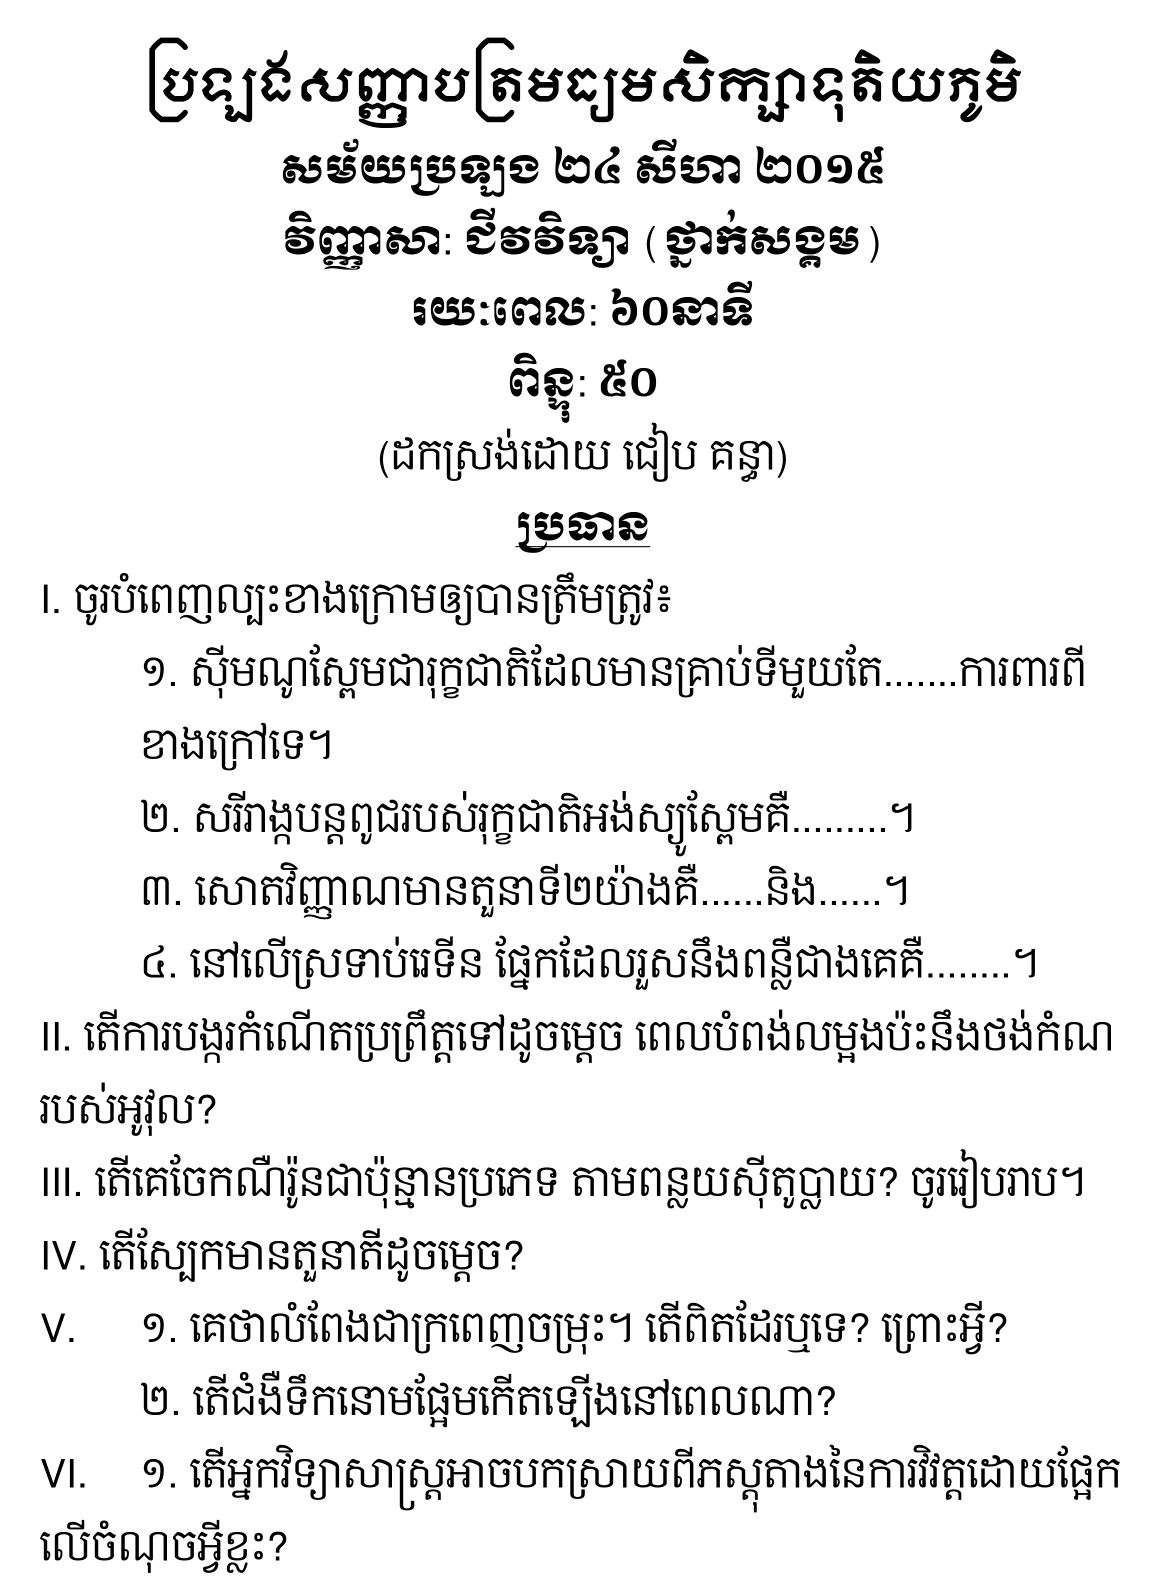 ប្រឡងសញ្ញាបត្រមធ្យមសិក្សាទុតិយភូមិ
សម័យប្រឡង ២៤ សីហា ២០១៥
វិញ្ញាសា: ជីវវិទ្យា (ថ្នាក់សង្គម)
រយ:ពេល: ៦០នាទី
ពិន្ទុ: ៥០
(ដកស្រង់ដោយ ជៀប គន្ធា)
ប្រធាន
I. ចូរបំពេញល្បះខាងក្រោមឲ្យបានត្រឹមត្រូវ៖
១. ស៊ីមណូស្ពែមជារុក្ខជាតិដែលមានគ្រាប់ទីមួយតែ.......ការពារពី
ខាងក្រៅទេ។
២. សរីរាង្គបន្តពូជរបស់រុក្ខជាតិអង់ស្យូស្ពែមគឺ.........។
៣. សោតវិញ្ញាណមានតួនាទី២យ៉ាងគឺ......និង......។
៤. នៅលើស្រទាប់រេទីន ផ្នែកដែលរួសនឹងពន្លឺជាងគេគឺ........។
II. តើការបង្ករកំណើតប្រព្រឹត្តទៅដូចម្ដេច ពេលបំពង់លម្អងប៉ះនឹងថង់កំណ
របស់អូវុល?
III. តើគេចែកណឺរ៉ូនជាប៉ុន្មានប្រភេទ តាមពន្លយស៊ីតូប្លាយ? ចូររៀបរាប។
IV. តើស្បែកមានតួនាតីដូចម្ដេច?
V. ១. គេថាលំពែងជាក្រពេញចម្រុះ។ តើពិតដែរឬទេ? ព្រោះអ្វី?
២. តើជំងឺទឹកនោមផ្អែមកើតឡើងនៅពេលណា?
VI. ១. តើអ្នកវិទ្យាសាស្ត្រអាចបកស្រាយពីភស្តុតាងនៃការវិវត្តដោយផ្អែក
លើចំណុចអ្វីខ្លះ?